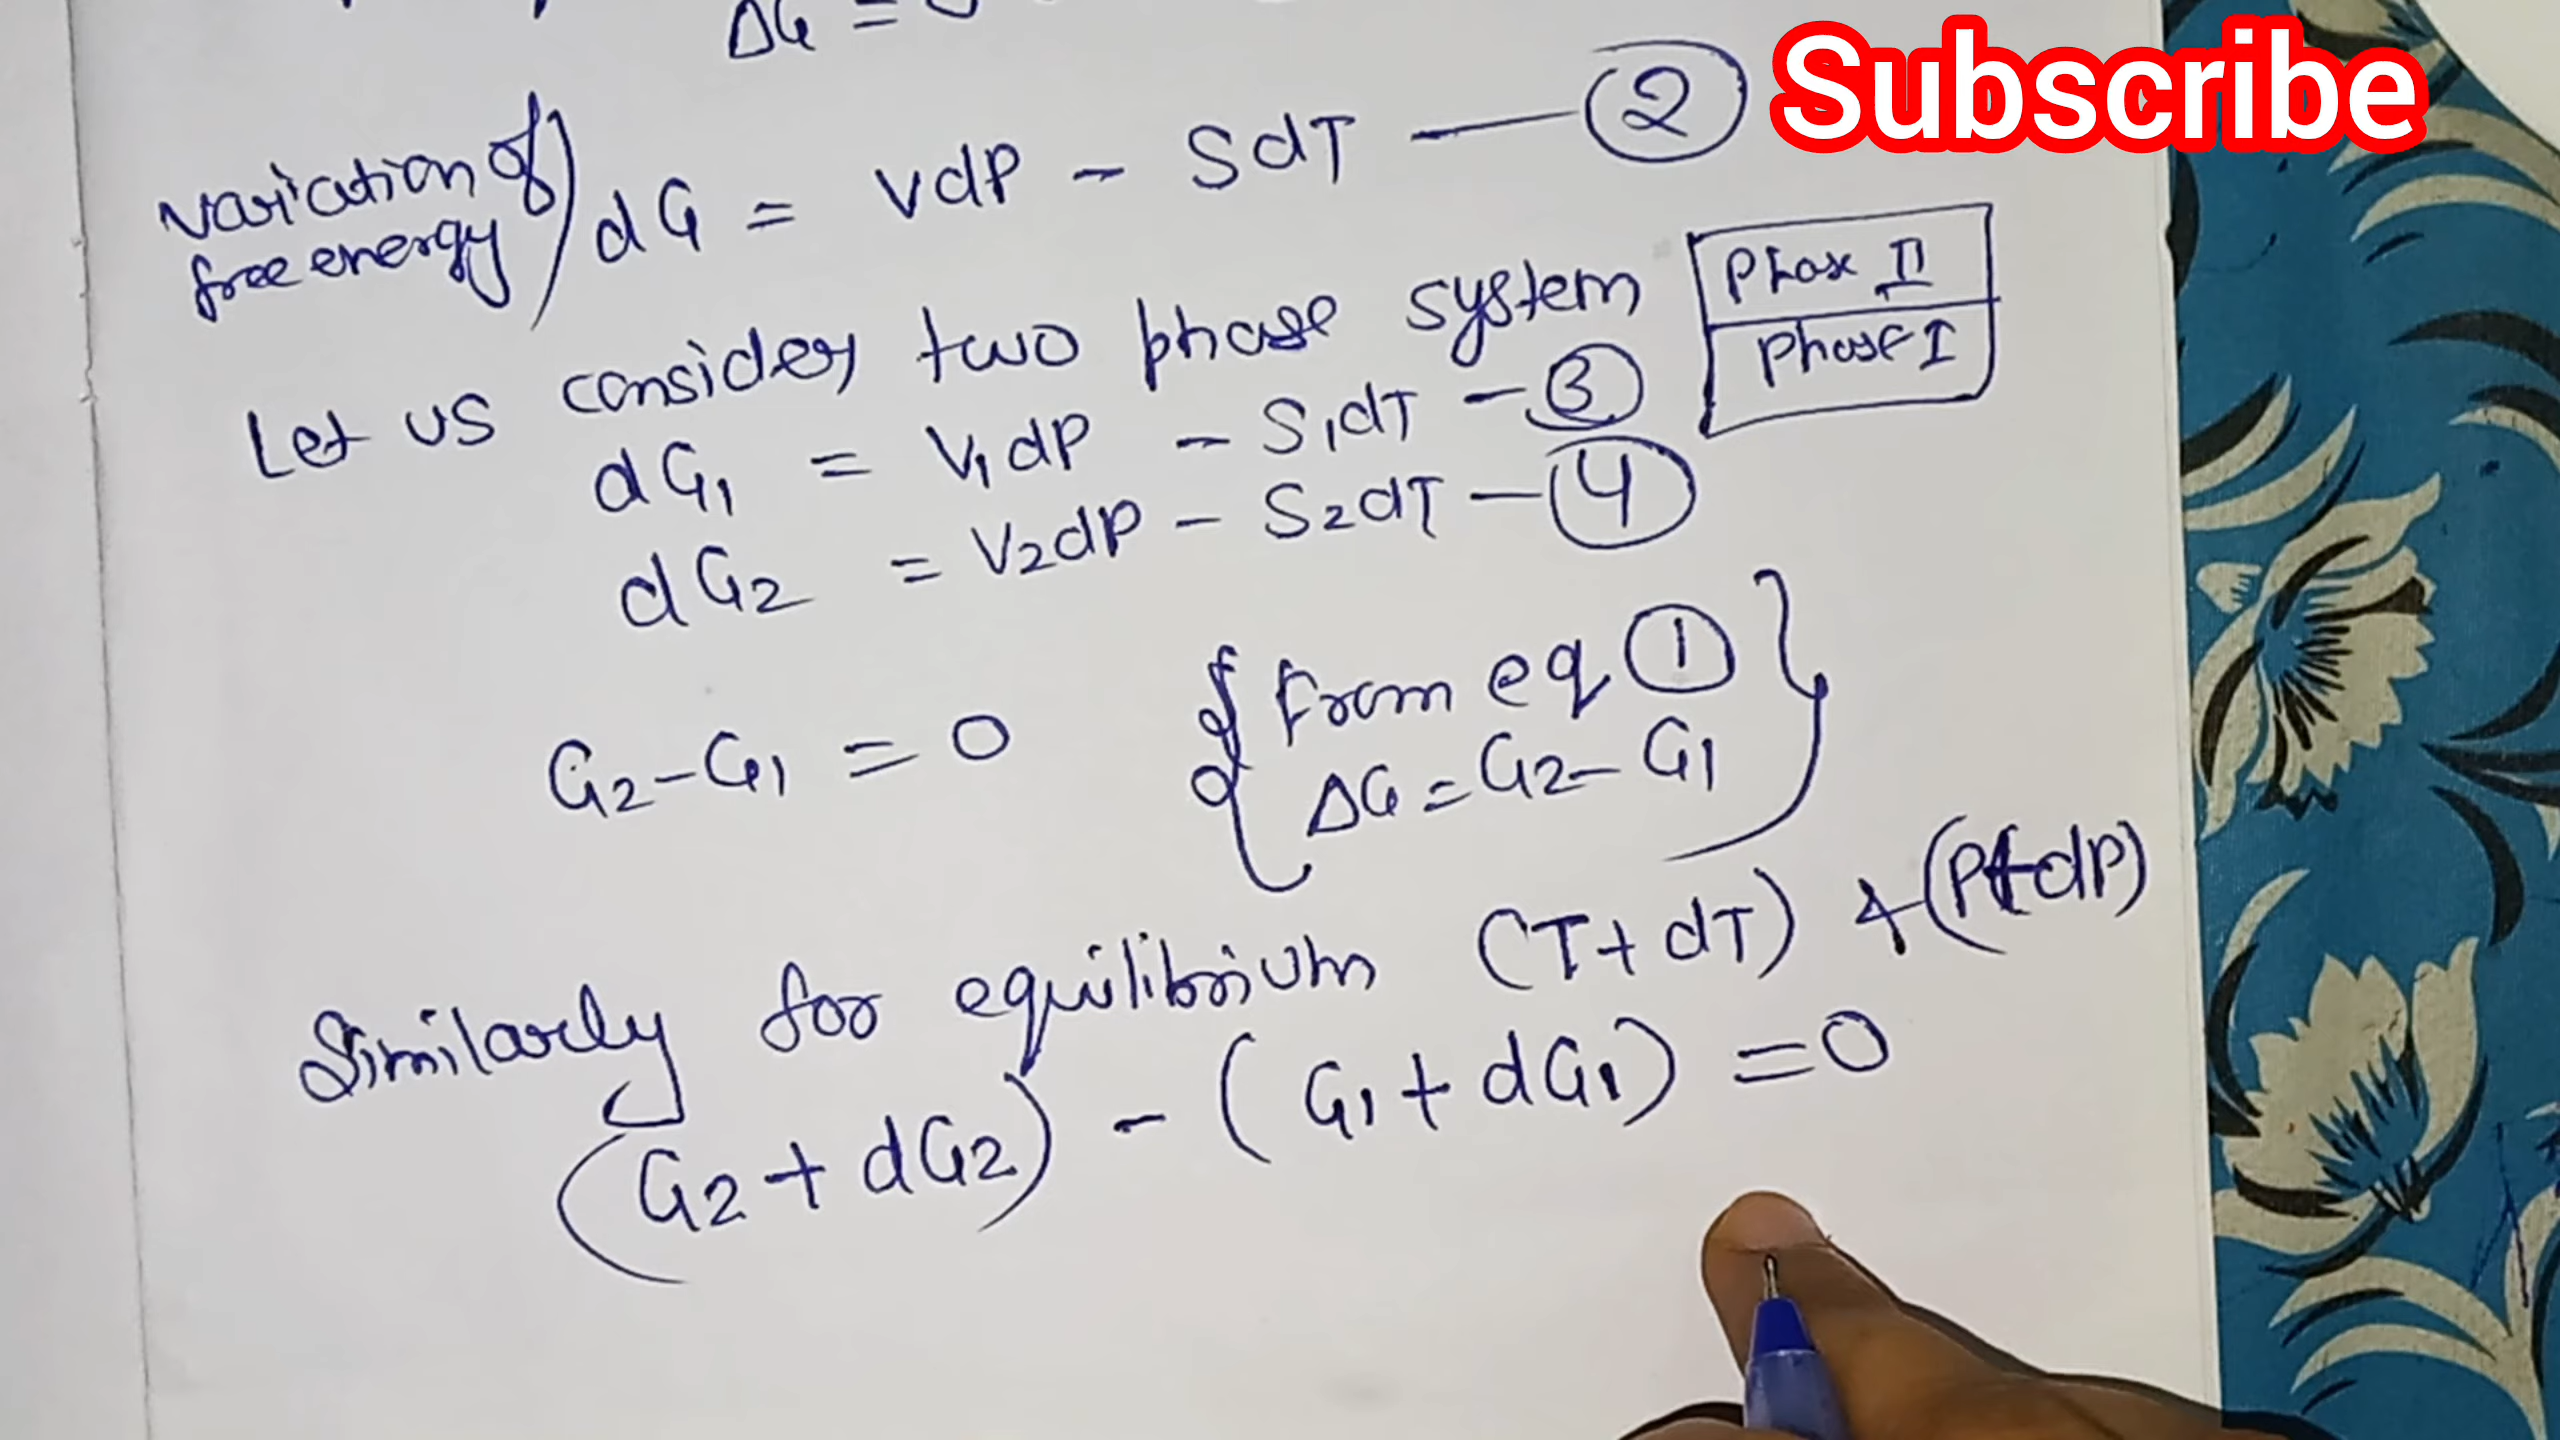 ΔG =
Subscribe
variation of free energy) dG = VdP - SdT — ②
Let us consider two phase system
Phase II
Phase I
dG₁ = V₁dP - S₁dT - ③
dG₂ = V₂dP - S₂dT — ④
G₂-G₁ = 0
{ From eq ① }
ΔG = G₂ - G₁
Similarly for equilibrium (T+dT) & (P+dP)
(G₂ + dG₂) - (G₁ + dG₁) = 0